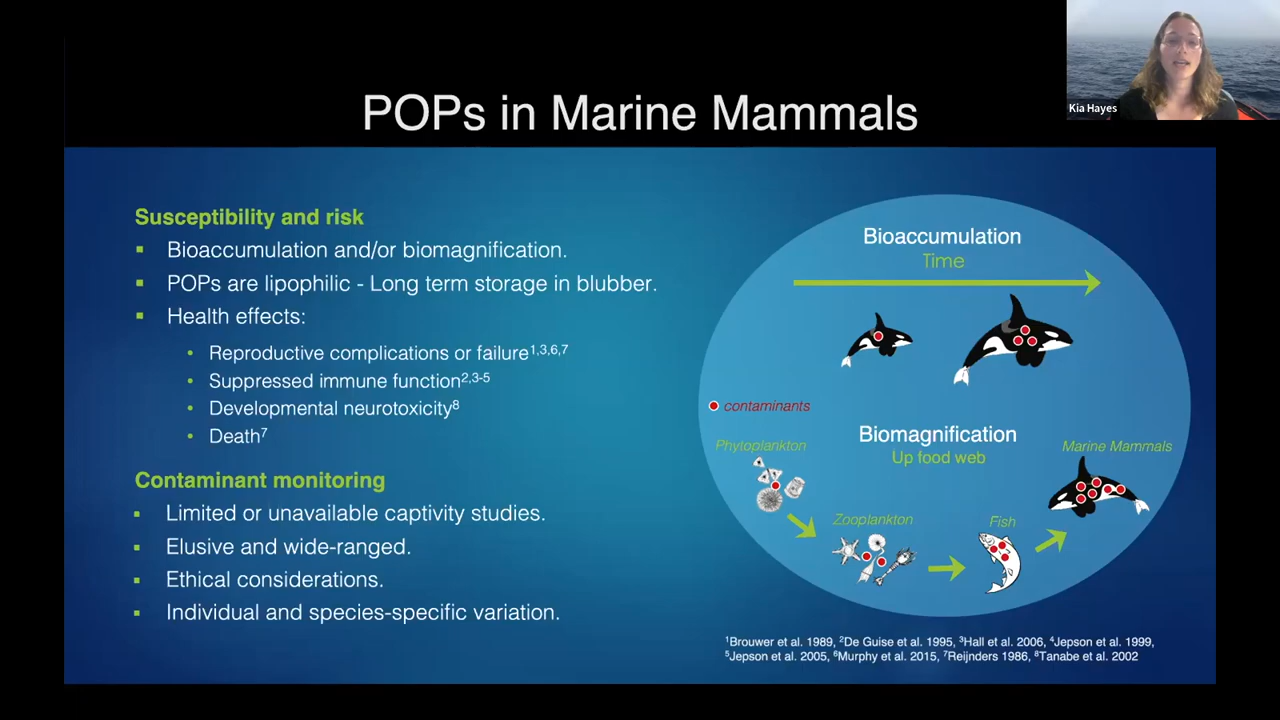 POPs in Marine Mammals
Kia Hayes
Susceptibility and risk
▪ Bioaccumulation and/or biomagnification.
▪ POPs are lipophilic - Long term storage in blubber.
▪ Health effects:
• Reproductive complications or failure1,3,6,7
• Suppressed immune function2,3-5
• Developmental neurotoxicity8
• Death7
Contaminant monitoring
▪ Limited or unavailable captivity studies.
▪ Elusive and wide-ranged.
▪ Ethical considerations.
▪ Individual and species-specific variation.
Bioaccumulation
Time
contaminants
Biomagnification
Up food web
Phytoplankton
Zooplankton
Fish
Marine Mammals
1Brouwer et al. 1989, 2De Guise et al. 1995, 3Hall et al. 2006, 4Jepson et al. 1999,
5Jepson et al. 2005, 6Murphy et al. 2015, 7Reijnders 1986, 8Tanabe et al. 2002